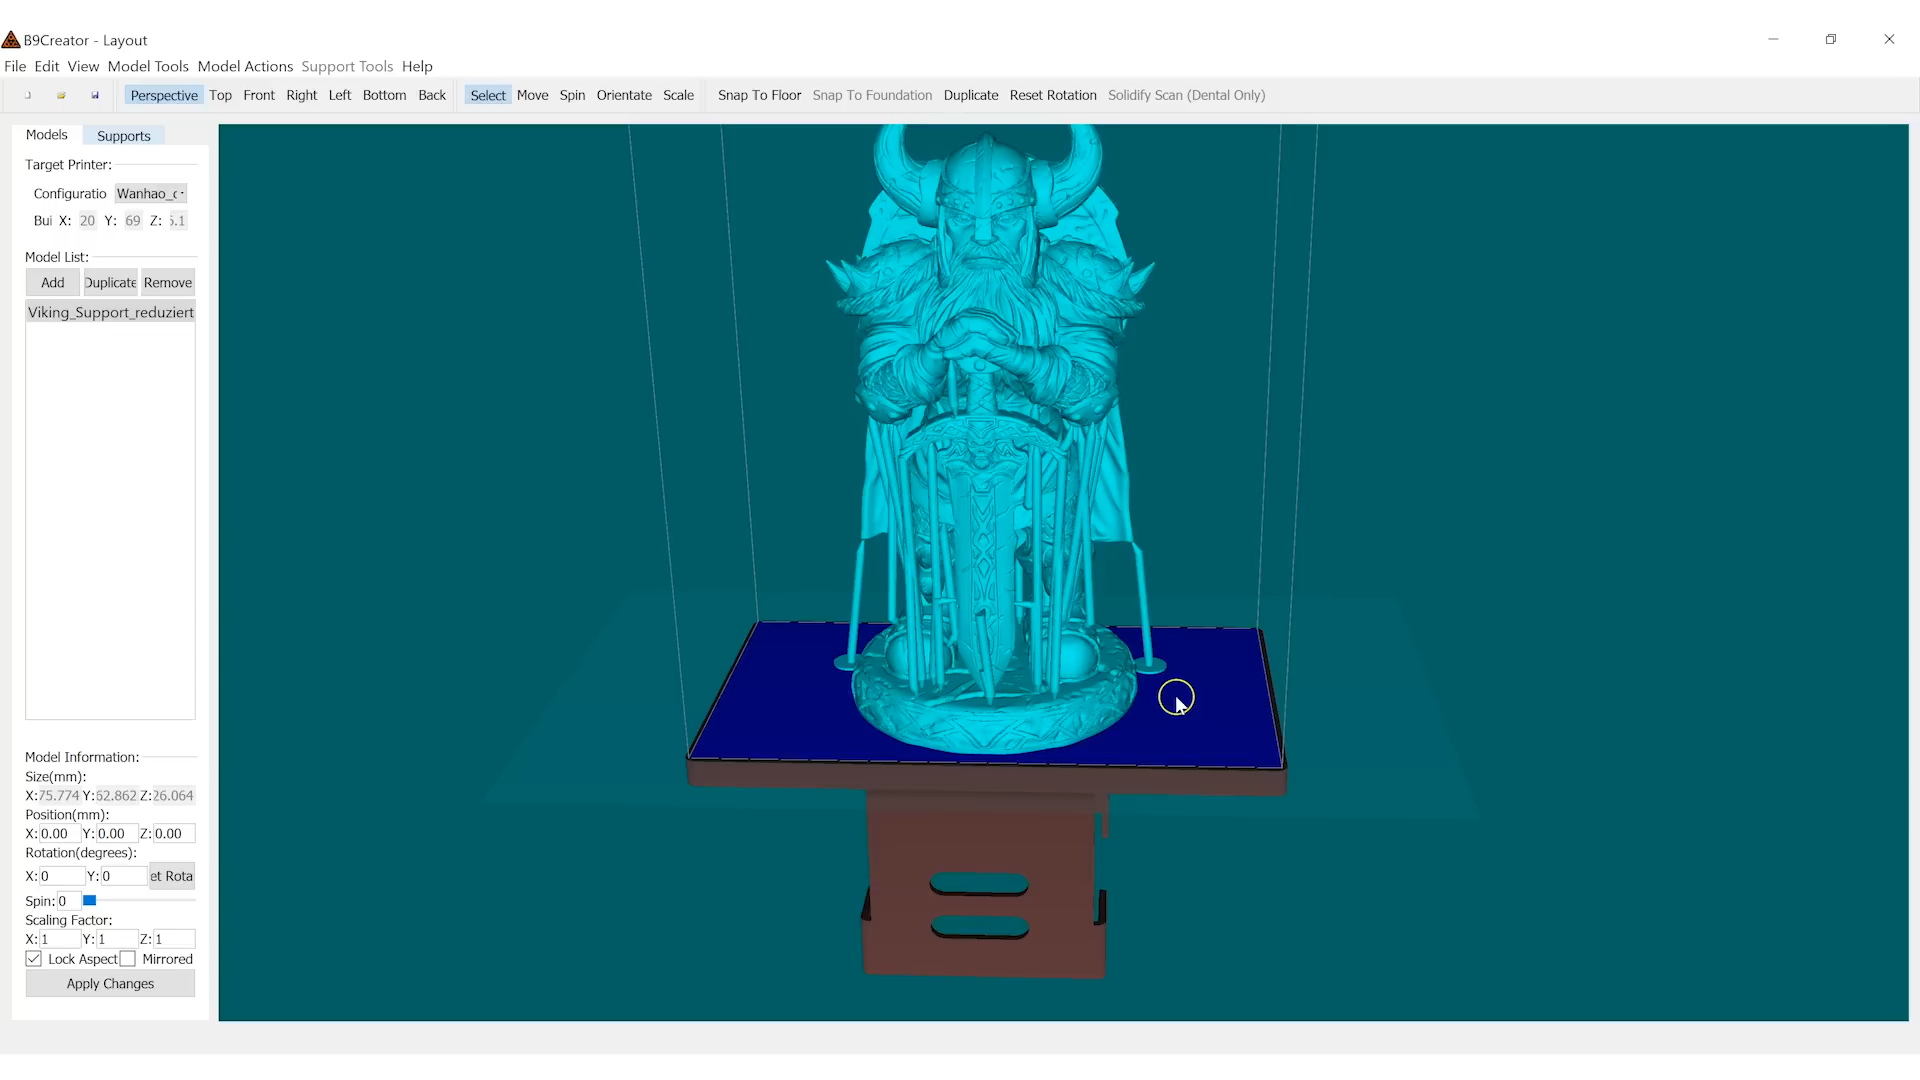 B9Creator - Layout
File Edit View Model Tools Model Actions Support Tools Help
Perspective Top Front Right Left Bottom Back Select Move Spin Orientate Scale Snap To Floor Snap To Foundation Duplicate Reset Rotation Solidify Scan (Dental Only)
Models Supports
Target Printer:
Configuratio Wanhao_c
Bui X: 20 Y: 69 Z: 5.1
Model List:
Add Duplicate Remove
Viking_Support_reduziert
Model Information:
Size(mm):
X: 75.774 Y: 62.862 Z: 26.064
Position(mm):
X: 0.00 Y: 0.00 Z: 0.00
Rotation(degrees):
X: 0 Y: 0 et Rota
Spin: 0
Scaling Factor:
X: 1 Y: 1 Z: 1
Lock Aspect Mirrored
Apply Changes